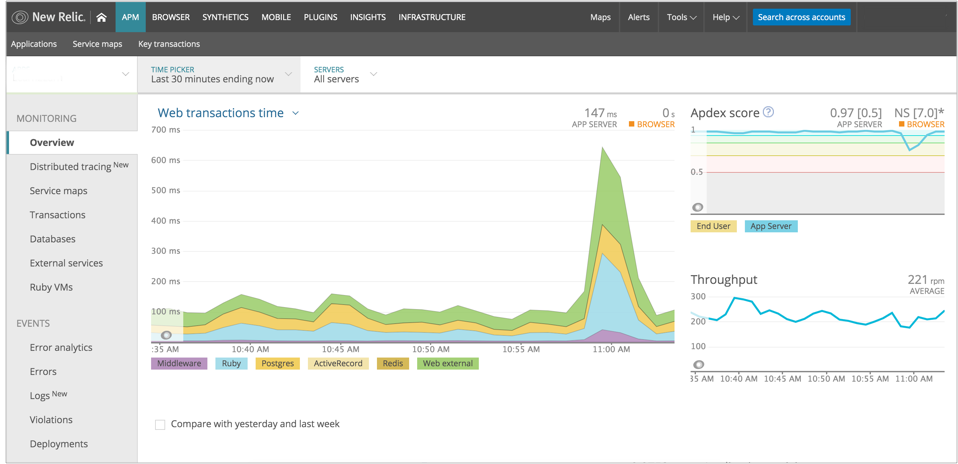 New Relic. APM BROWSER SYNTHETICS MOBILE PLUGINS INSIGHTS INFRASTRUCTURE Maps Alerts Tools Help Search across accounts
Applications Service maps Key transactions
TIME PICKER
Last 30 minutes ending now
SERVERS
All servers
MONITORING
Overview
Distributed tracing New
Service maps
Transactions
Databases
External services
Ruby VMs
EVENTS
Error analytics
Errors
Logs New
Violations
Deployments
Web transactions time
147 ms
APP SERVER
0 s
BROWSER
700 ms
600 ms
500 ms
400 ms
300 ms
200 ms
100 ms
:35 AM 10:40 AM 10:45 AM 10:50 AM 10:55 AM 11:00 AM
Middleware Ruby Postgres ActiveRecord Redis Web external
Compare with yesterday and last week
Apdex score ?
0.97 [0.5]
APP SERVER
NS [7.0]*
BROWSER
1
0.5
End User App Server
Throughput
221 rpm
AVERAGE
300
200
100
35 AM 10:40 AM 10:45 AM 10:50 AM 10:55 AM 11:00 AM